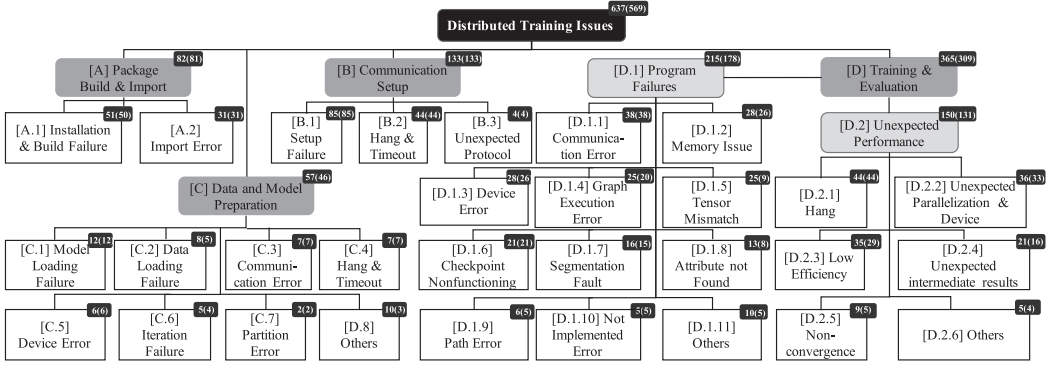 637(569)
Distributed Training Issues
82(81)
[A] Package
Build & Import
133(133)
[B] Communication
Setup
215(178)
[D.1] Program
Failures
365(309)
[D] Training &
Evaluation
51(50)
[A.1] Installation
& Build Failure
31(31)
[A.2]
Import Error
85(85)
[B.1]
Setup
Failure
44(44)
[B.2]
Hang &
Timeout
4(4)
[B.3]
Unexpected
Protocol
38(38)
[D.1.1]
Communica-
tion Error
28(26)
[D.1.2]
Memory Issue
150(131)
[D.2] Unexpected
Performance
57(46)
[C] Data and Model
Preparation
28(26
[D.1.3] Device
Error
25(20)
[D.1.4] Graph
Execution
Error
25(9)
[D.1.5]
Tensor
Mismatch
44(44)
[D.2.1]
Hang
36(33)
[D.2.2] Unexpected
Parallelization &
Device
12(12
[C.1] Model
Loading
Failure
8(5)
[C.2] Data
Loading
Failure
7(7)
[C.3]
Communi-
cation Error
7(7)
[C.4]
Hang &
Timeout
21(21)
[D.1.6]
Checkpoint
Nonfunctioning
16(15)
[D.1.7]
Segmentation
Fault
13(8)
[D.1.8]
Attribute not
Found
35(29)
[D.2.3] Low
Efficiency
21(16)
[D.2.4]
Unexpected
intermediate results
6(6)
[C.5]
Device Error
5(4)
[C.6]
Iteration
Failure
2(2)
[C.7]
Partition
Error
10(3)
[D.8]
Others
6(5)
[D.1.9]
Path Error
5(5)
[D.1.10] Not
Implemented
Error
10(5)
[D.1.11]
Others
9(5)
[D.2.5]
Non-
convergence
5(4)
[D.2.6] Others